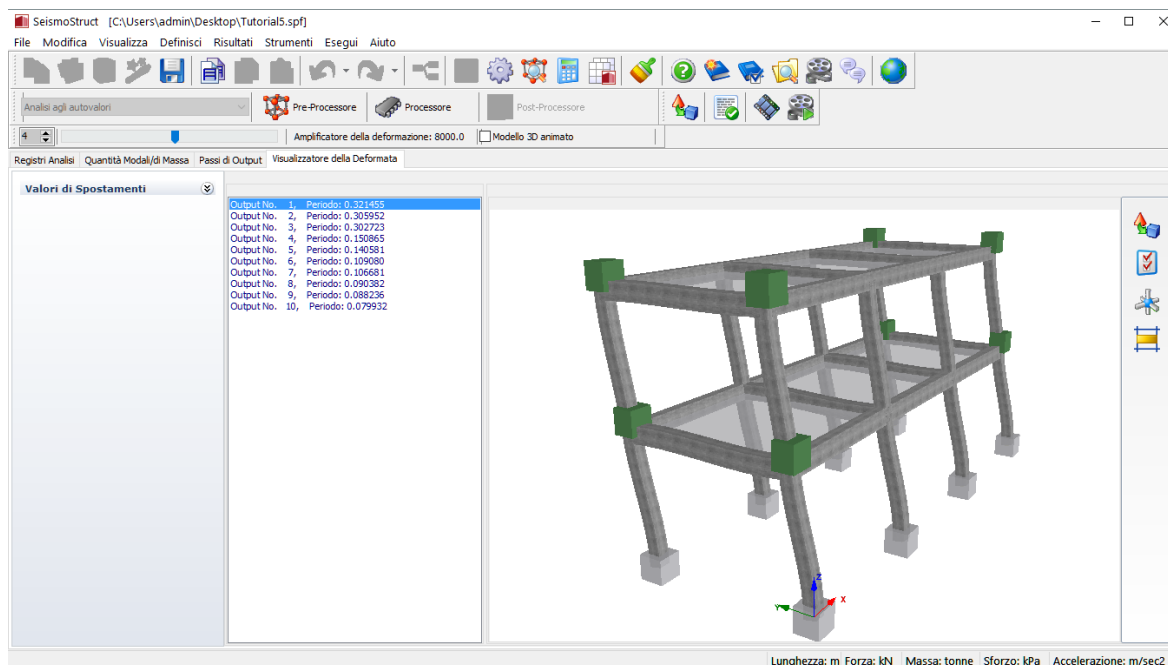 SeismoStruct [C:\Users\admin\Desktop\Tutorial5.spf]
File Modifica Visualizza Definisci Risultati Strumenti Esegui Aiuto
Analisi agli autovalori Pre-Processore Processore Post-Processore
4 Amplificatore della deformazione: 8000.0 Modello 3D animato
Registri Analisi Quantità Modali/di Massa Passi di Output Visualizzatore della Deformata
Valori di Spostamenti
Output No. 1, Periodo: 0.321455
Output No. 2, Periodo: 0.305952
Output No. 3, Periodo: 0.302723
Output No. 4, Periodo: 0.150865
Output No. 5, Periodo: 0.140581
Output No. 6, Periodo: 0.109080
Output No. 7, Periodo: 0.106681
Output No. 8, Periodo: 0.090382
Output No. 9, Periodo: 0.088236
Output No. 10, Periodo: 0.079932
Z
Y X
Lunghezza: m Forza: kN Massa: tonne Sforzo: kPa Accelerazione: m/sec2